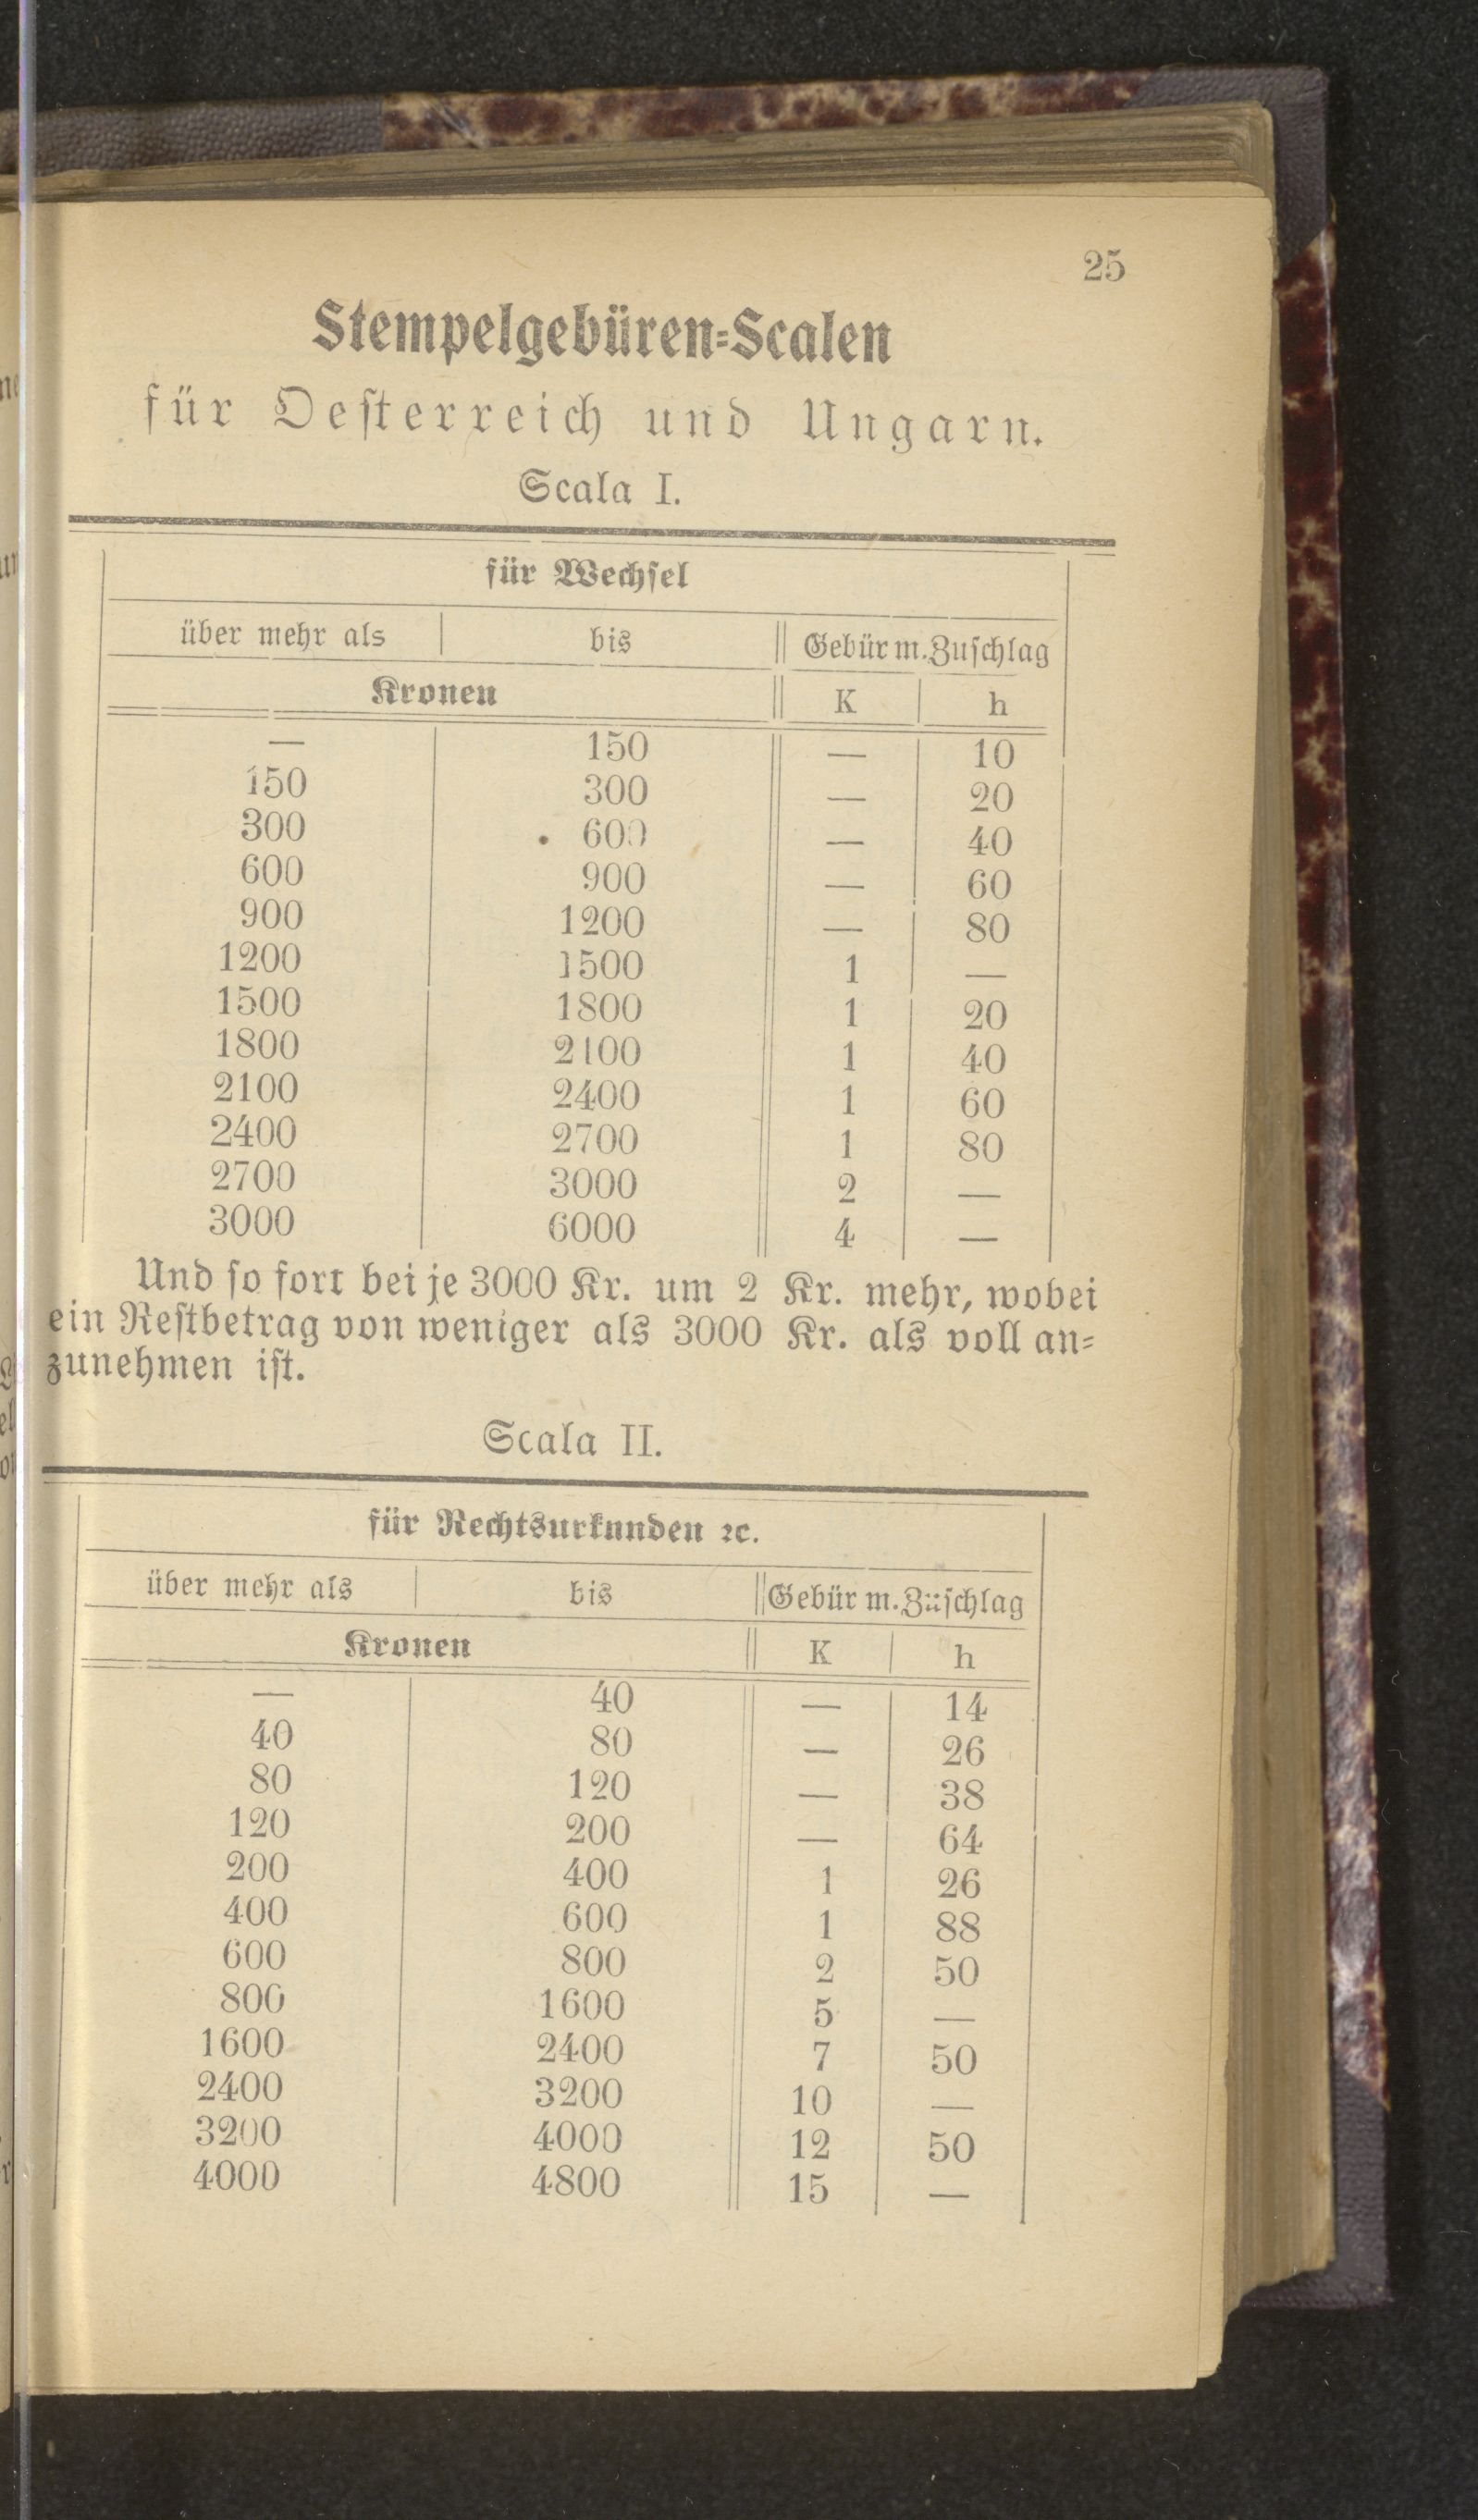 25
Stempelgebüren-Scalen
für Oesterreich und Ungarn.
Scala I.
für Wechsel
über mehr als bis Gebür m. Zuschlag
Kronen K h
— 150 — 10
150 300 — 20
300 600 — 40
600 900 — 60
900 1200 — 80
1200 1500 1 —
1500 1800 1 20
1800 2100 1 40
2100 2400 1 60
2400 2700 1 80
2700 3000 2 —
3000 6000 4 —
Und so fort bei je 3000 Kr. um 2 Kr. mehr, wobei
ein Restbetrag von weniger als 3000 Kr. als voll an-
zunehmen ist.
Scala II.
für Rechtsurkunden ꝛc.
über mehr als bis Gebür m. Zuschlag
Kronen K h
— 40 — 14
40 80 — 26
80 120 — 38
120 200 — 64
200 400 1 26
400 600 1 88
600 800 2 50
800 1600 5 —
1600 2400 7 50
2400 3200 10 —
3200 4000 12 50
4000 4800 15 —